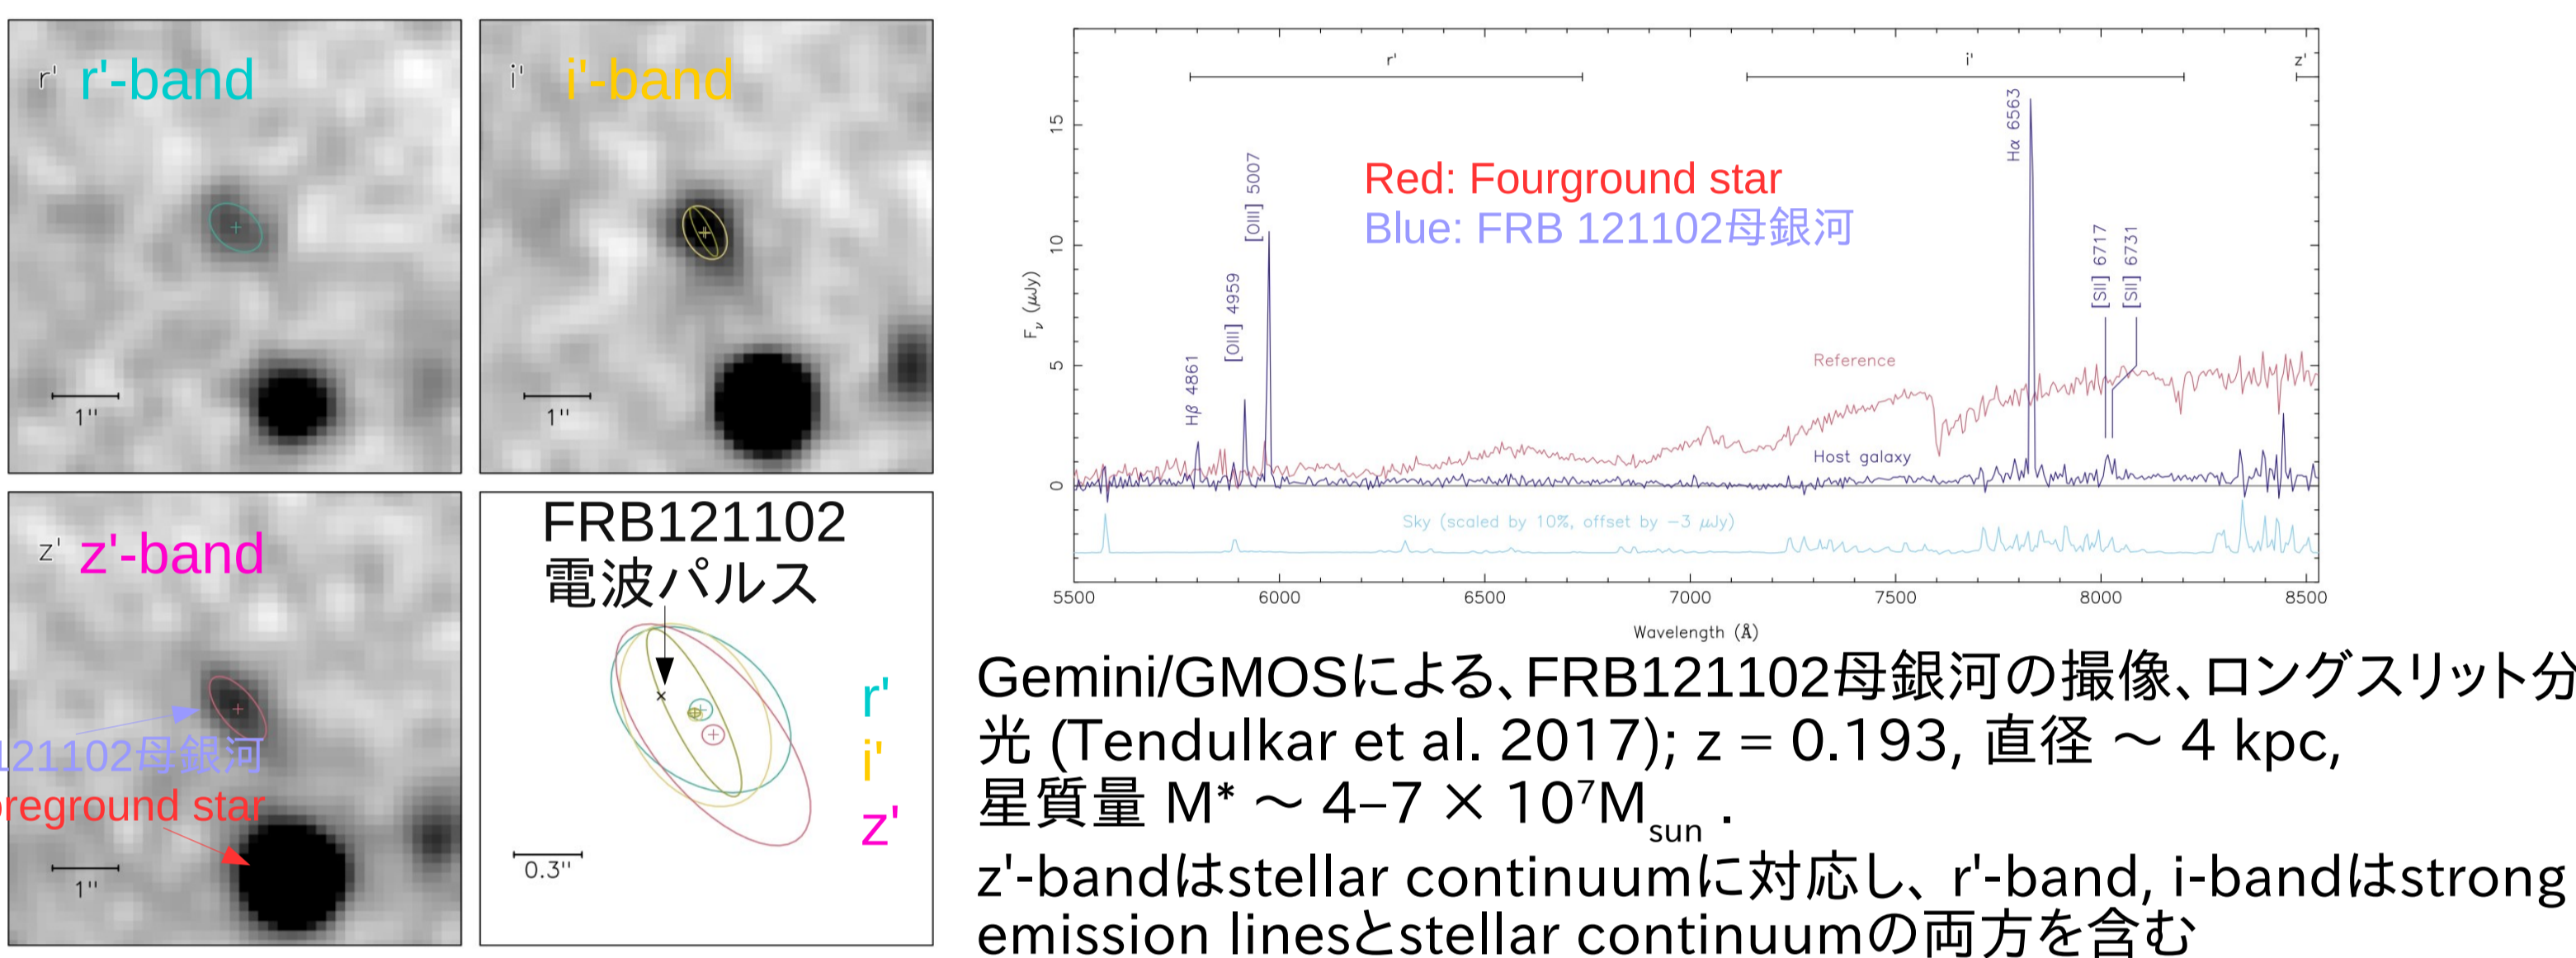 r' r'-band
i' i'-band
1"
1"
z' z'-band
121102母銀河
reground star
1"
FRB121102
電波パルス
r'
i'
z'
0.3"
r'
i'
z'
Hβ 4861
[OIII] 4959
[OIII] 5007
Hα 6563
[SII] 6717
[SII] 6731
Red: Fourground star
Blue: FRB 121102母銀河
Reference
Host galaxy
Sky (scaled by 10%, offset by −3 μJy)
Fν (μJy)
15
10
5
0
5500 6000 6500 7000 7500 8000 8500
Wavelength (Å)
Gemini/GMOSによる、FRB121102母銀河の撮像、ロングスリット分
光 (Tendulkar et al. 2017); z = 0.193, 直径 〜 4 kpc,
星質量 M* 〜 4–7 × 10⁷M sun .
z'-bandはstellar continuumに対応し、r'-band, i-bandはstrong
emission linesとstellar continuumの両方を含む